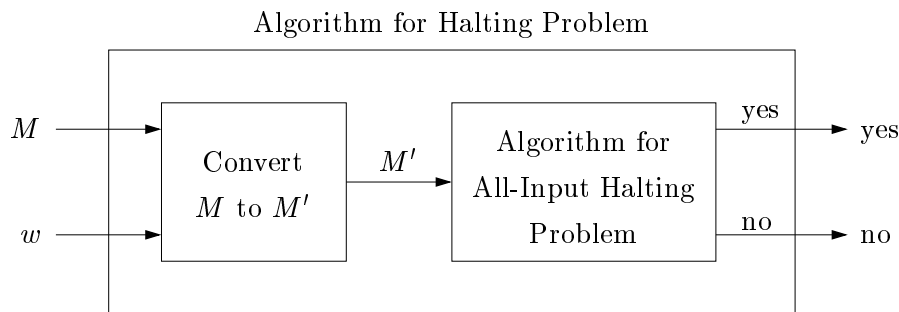 Algorithm for Halting Problem
M
w
Convert
M to M′
M′
Algorithm for
All-Input Halting
Problem
yes
no
yes
no